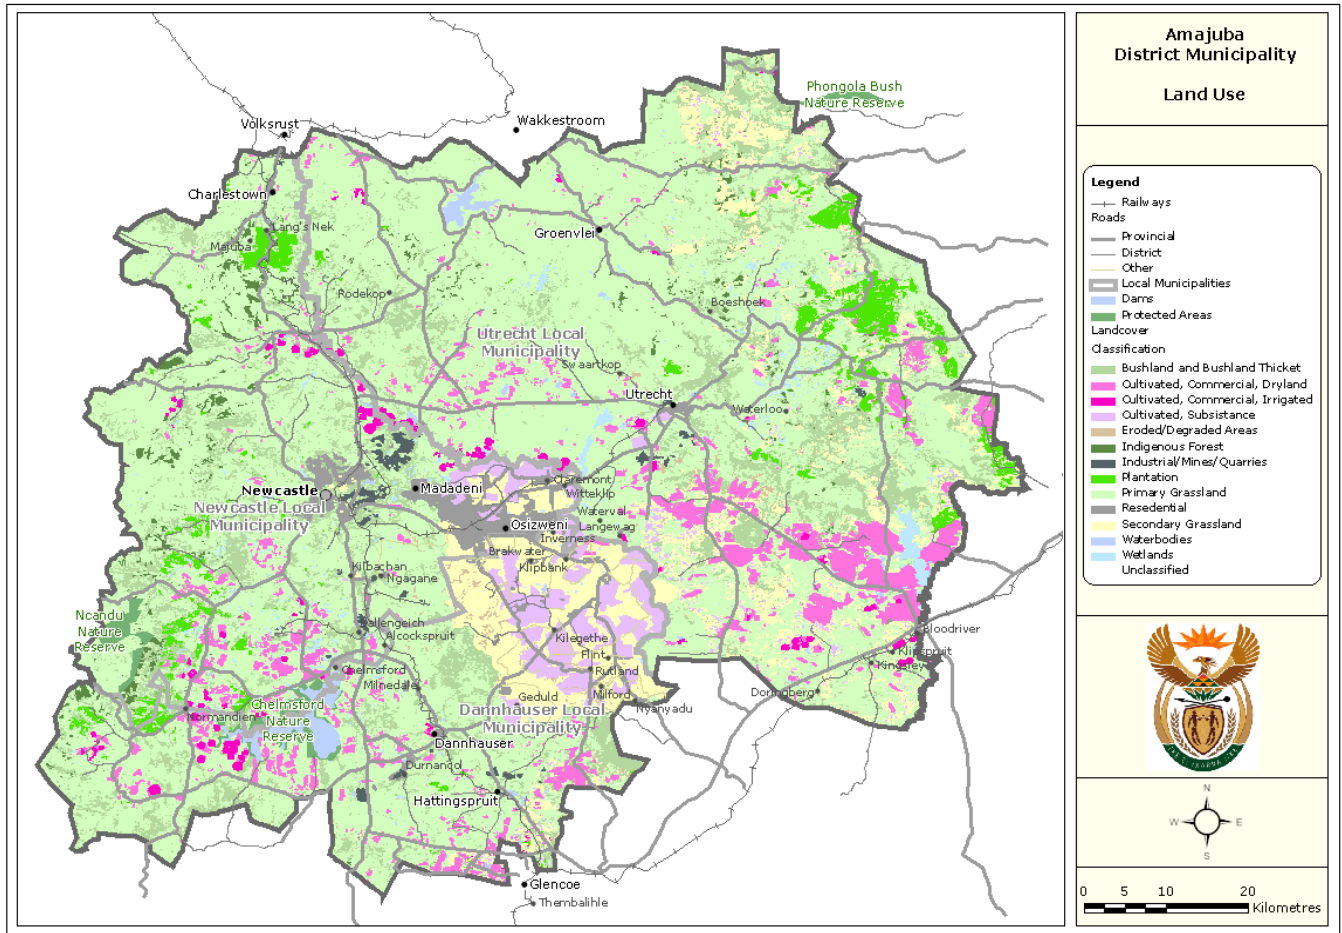 Amajuba
District Municipality
Land Use
Legend
Railways
Roads
Provincial
District
Other
Local Municipalities
Dams
Protected Areas
Landcover
Classification
Bushland and Bushland Thicket
Cultivated, Commercial, Dryland
Cultivated, Commercial, Irrigated
Cultivated, Subsistance
Eroded/Degraded Areas
Indigenous Forest
Industrial/Mines/Quarries
Plantation
Primary Grassland
Resedential
Secondary Grassland
Waterbodies
Wetlands
Unclassified
N
W
E
S
0 5 10 20
Kilometres
Phongola Bush
Nature Reserve
Volksrust
Wakkestroom
Charlestown
Lang's Nek
Majuba
Groenvlei
Rodekop
Boeshoek
Utrecht Local
Municipality
Swaartkop
Utrecht
Waterloo
Newcastle
Newcastle Local
Municipality
Madadeni
Claremont
Witteklip
Waterval
Osizweni
Langewag
Inverness
Brakwater
Klipbank
Kilbachan
Ngagane
Ncandu
Nature
Reserve
Ballengeich
Alcockspruit
Kilegethe
Bloodriver
Klipspruit
Kingsley
Flint
Rutland
Chelmsford
Milnedale
Doringberg
Geduld
Milford
Nyanyadu
Chelmsford
Nature
Reserve
Normandien
Dannhauser Local
Municipality
Dannhauser
Durnancol
Hattingspruit
Glencoe
Thembalihle